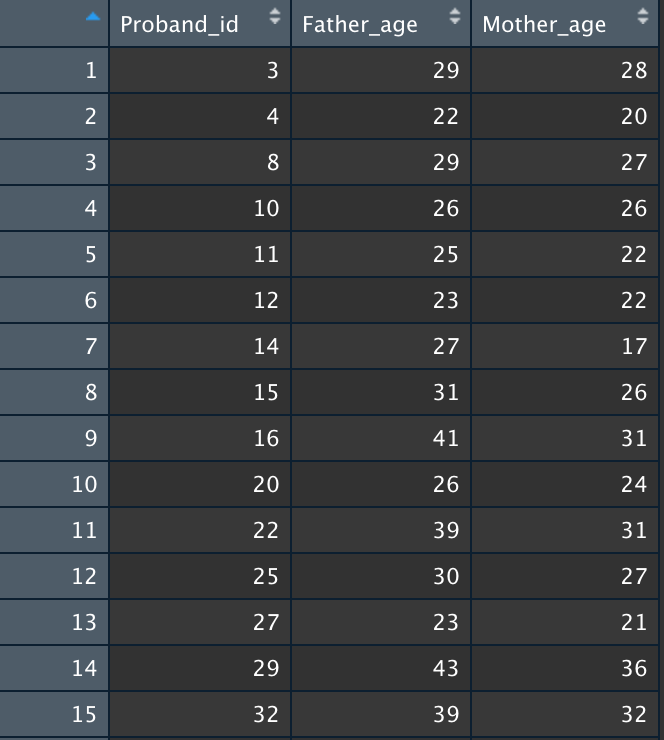 Proband_id Father_age Mother_age
1 3 29 28
2 4 22 20
3 8 29 27
4 10 26 26
5 11 25 22
6 12 23 22
7 14 27 17
8 15 31 26
9 16 41 31
10 20 26 24
11 22 39 31
12 25 30 27
13 27 23 21
14 29 43 36
15 32 39 32